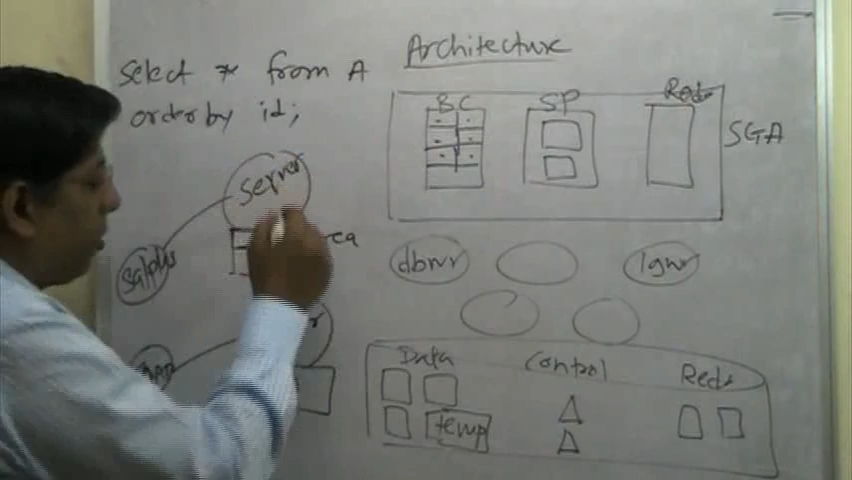 Select * from A
order by id;
Architecture
BC
SP
Redo
SGA
Server
sqlplus
dbwr
lgwr
Data
Control
Redo
temp